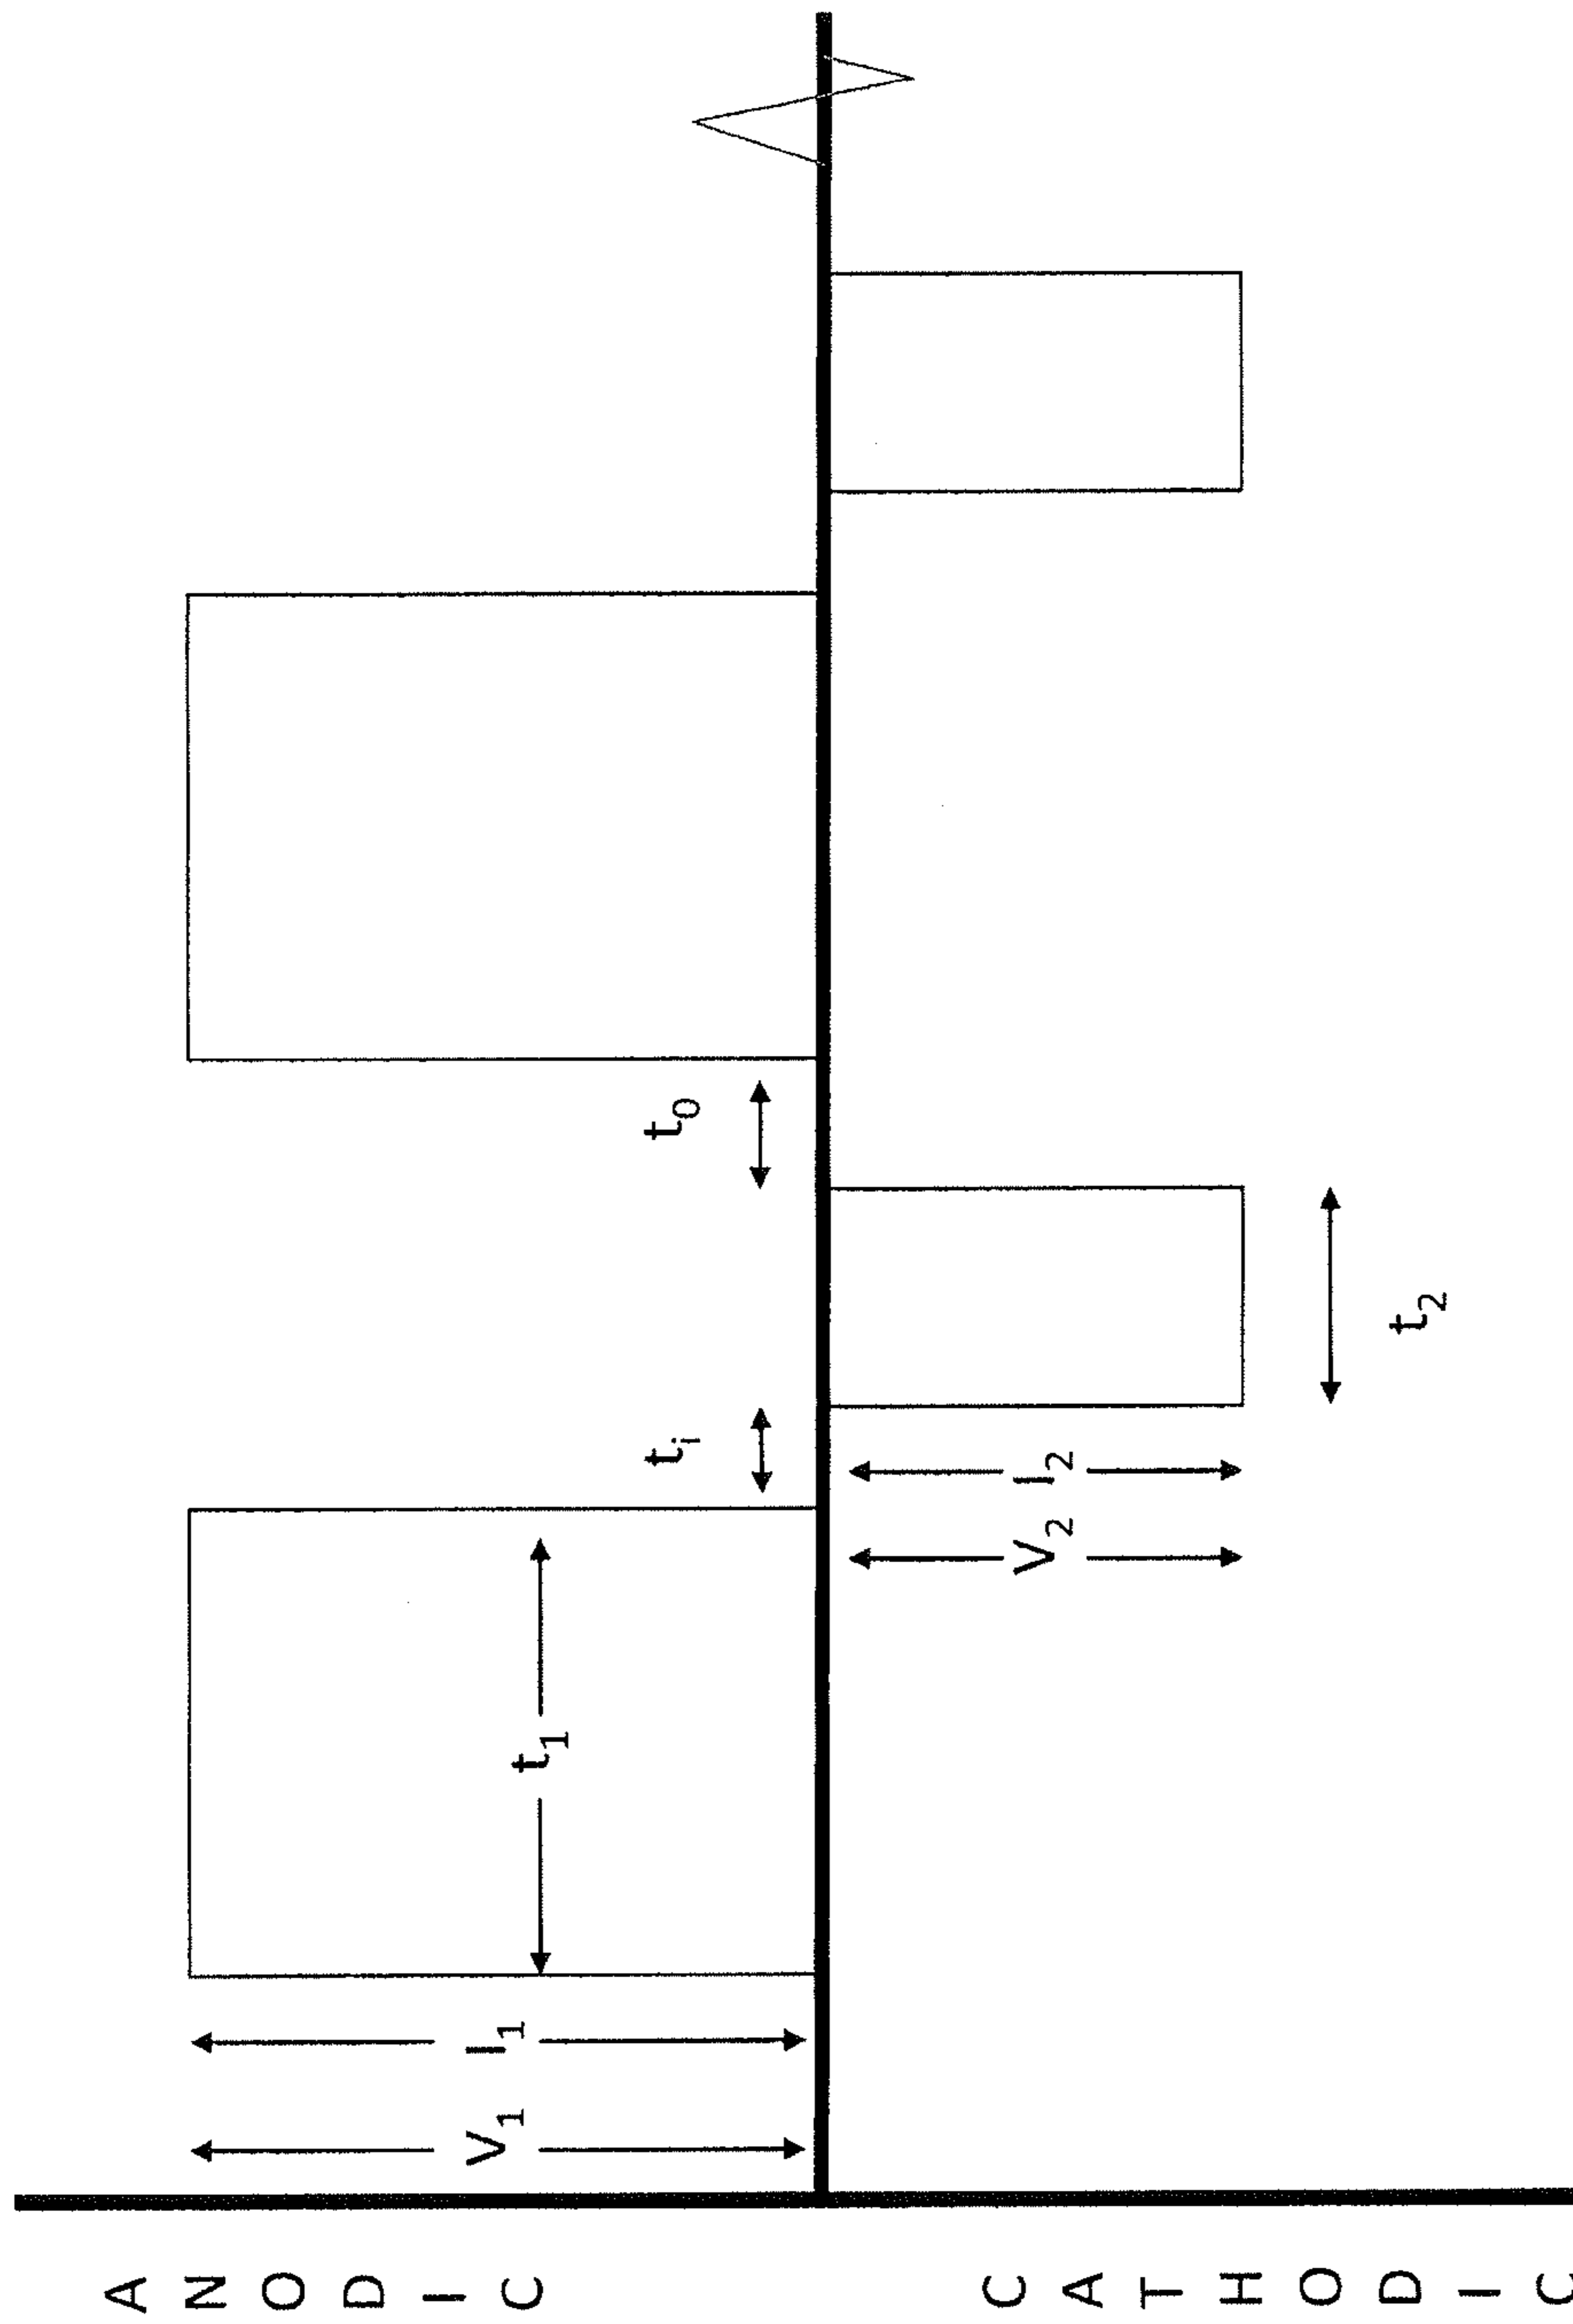 ANODIC
CATHODIC
V₁
I₁
t₁
tᵢ
t₀
V₂
I₂
t₂